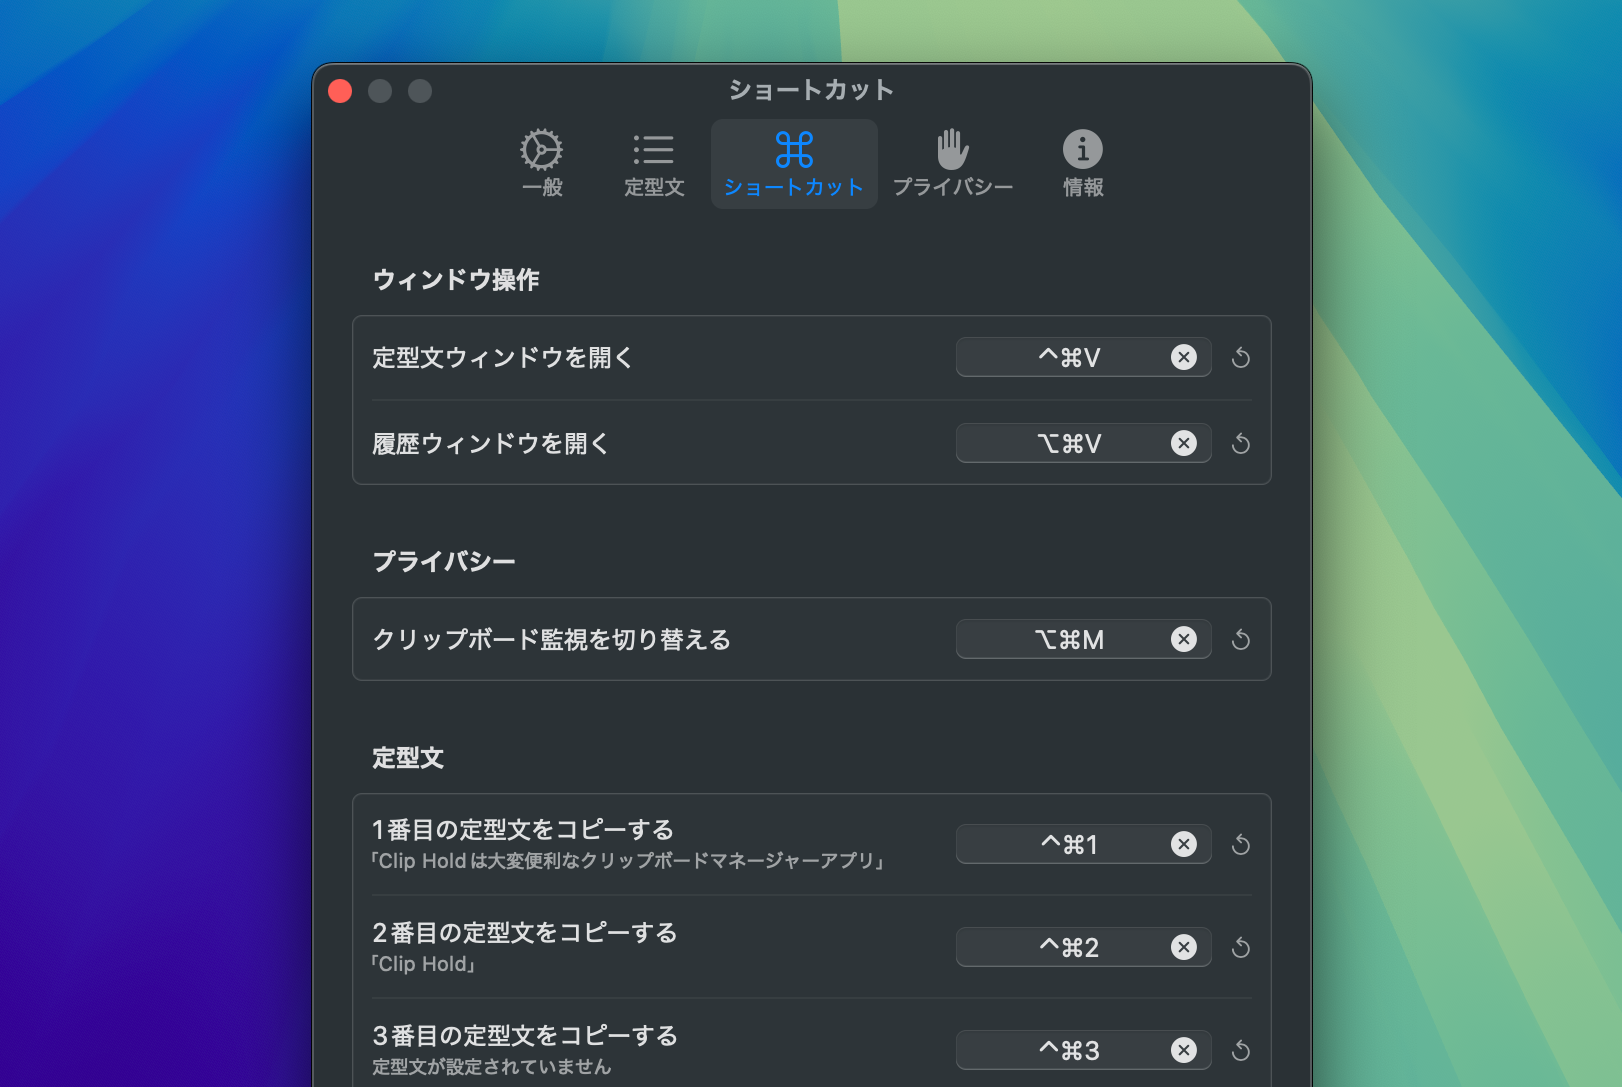 ショートカット
一般
定型文
ショートカット
プライバシー
情報
ウィンドウ操作
定型文ウィンドウを開く ^⌘V
履歴ウィンドウを開く ⌥⌘V
プライバシー
クリップボード監視を切り替える ⌥⌘M
定型文
1番目の定型文をコピーする ^⌘1
「Clip Holdは大変便利なクリップボードマネージャーアプリ」
2番目の定型文をコピーする ^⌘2
「Clip Hold」
3番目の定型文をコピーする ^⌘3
定型文が設定されていません